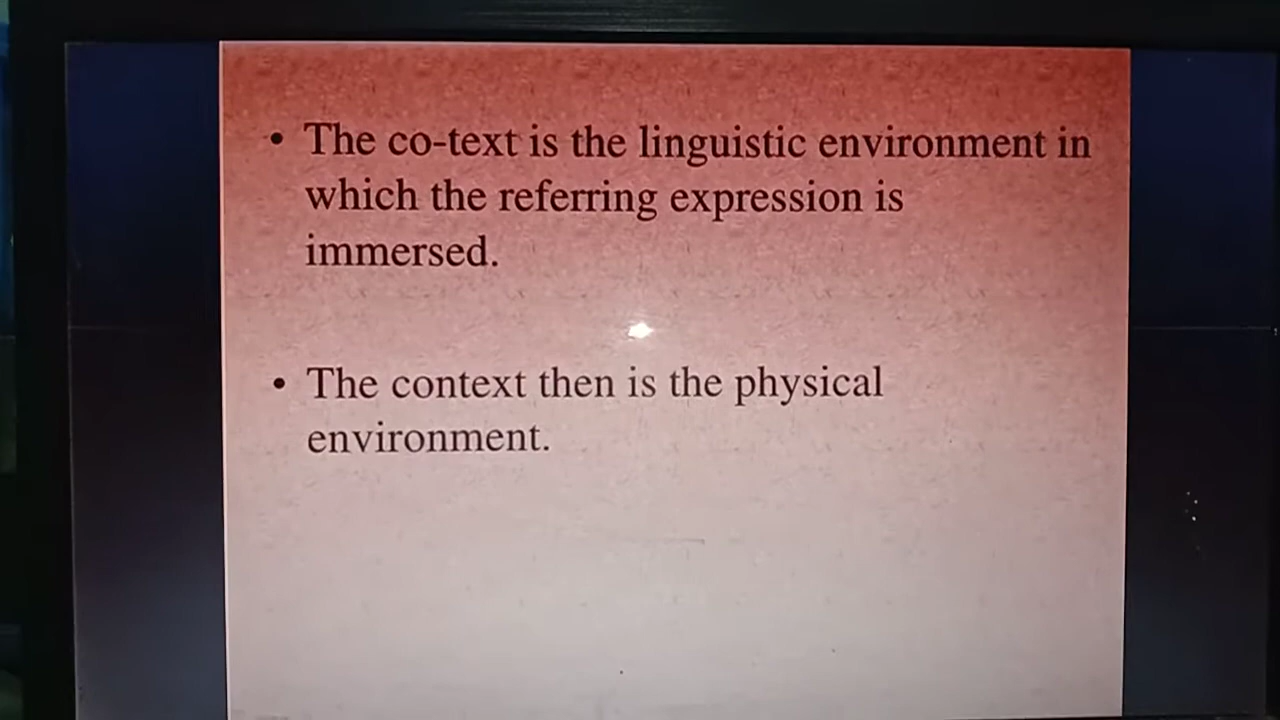 • The co-text is the linguistic environment in
which the referring expression is
immersed.
• The context then is the physical
environment.